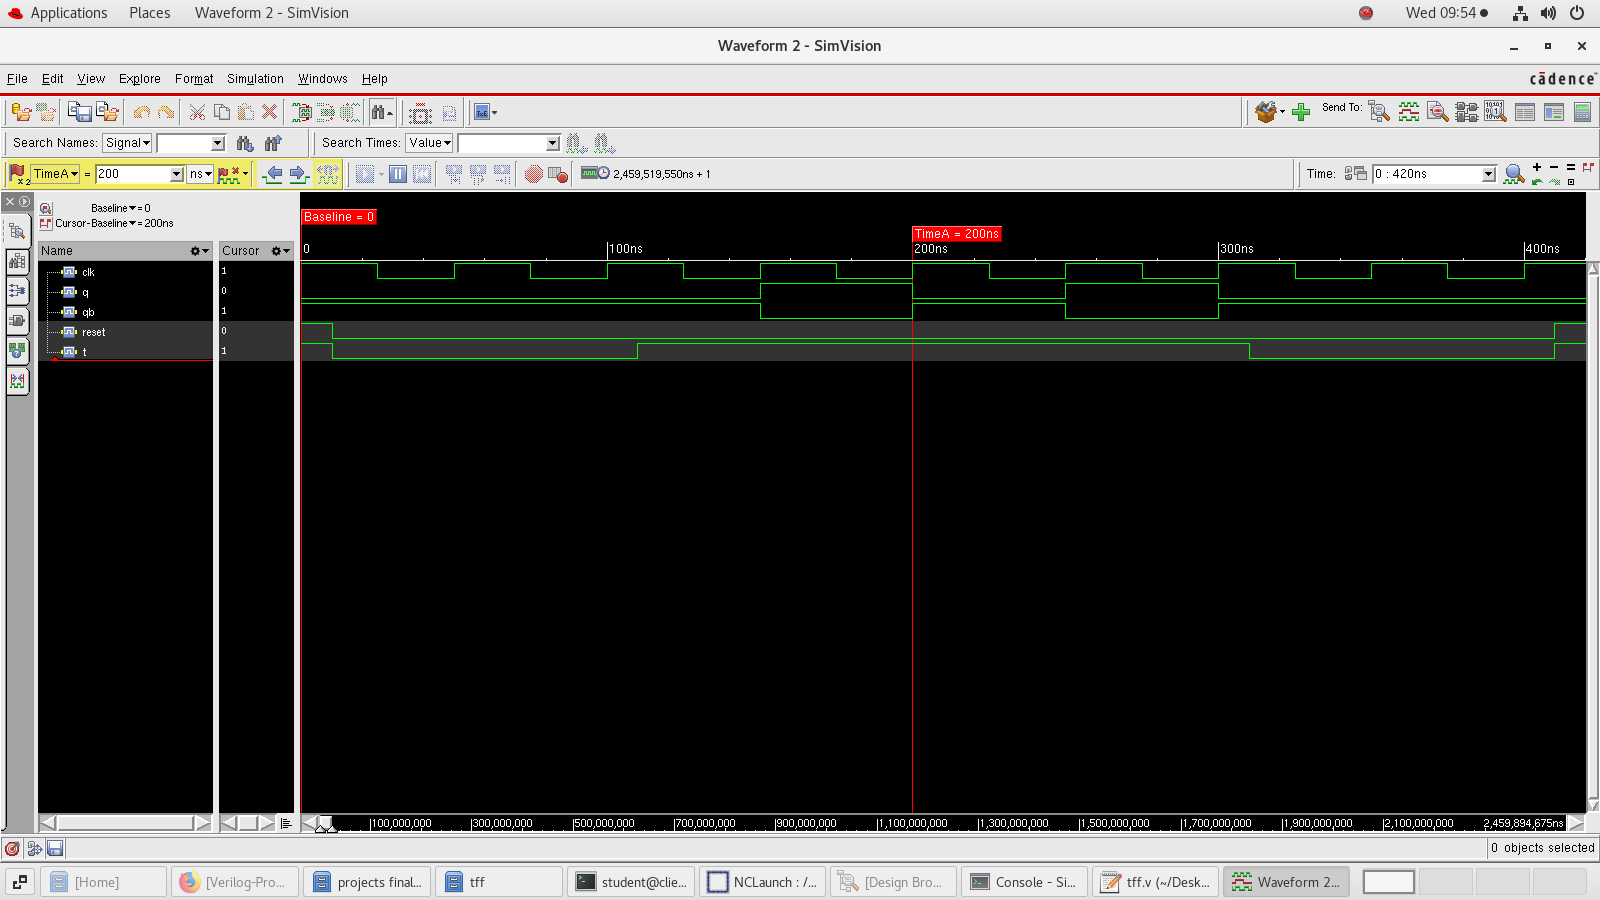 Applications Places Waveform 2 - SimVision Wed 09:54
Waveform 2 - SimVision
File Edit View Explore Format Simulation Windows Help cādence
Send To:
Search Names: Signal Search Times: Value
TimeA = 200 ns 2,459,519,550ns + 1 Time: 0 : 420ns
Baseline = 0
Cursor-Baseline = 200ns
Baseline = 0
TimeA = 200ns
Name Cursor 0 100ns 200ns 300ns 400ns
clk 1
q 0
qb 1
reset 0
t 1
100,000,000 300,000,000 500,000,000 700,000,000 900,000,000 1,100,000,000 1,300,000,000 1,500,000,000 1,700,000,000 1,900,000,000 2,100,000,000 2,459,894,675ns
0 objects selected
[Home] [Verilog-Pro... projects final... tff student@clie... NCLaunch : /... [Design Bro... Console - Si... tff.v (~/Desk... Waveform 2...